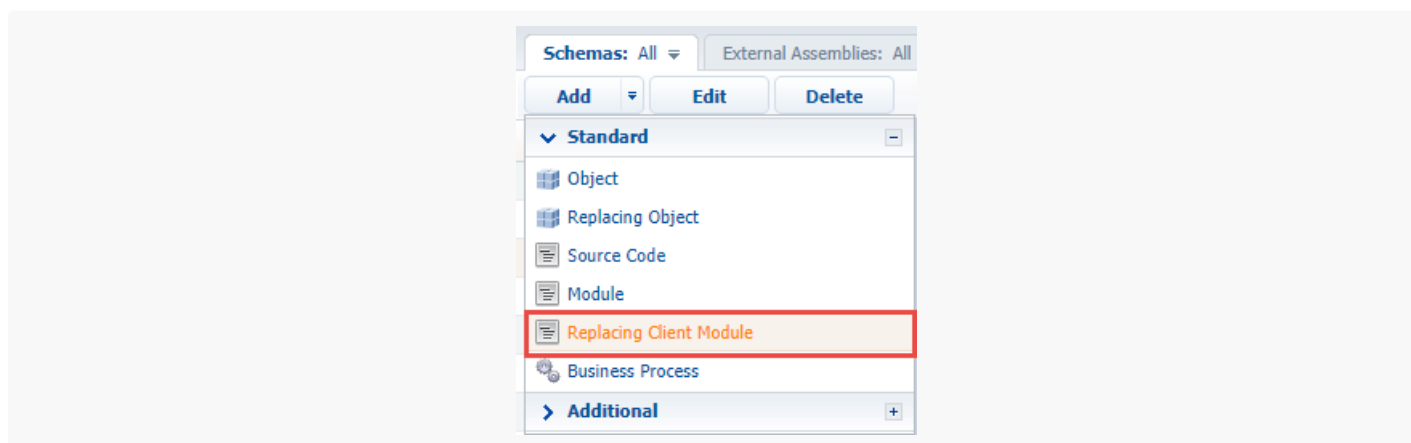 Schemas: All External Assemblies: All
Add Edit Delete
Standard
Object
Replacing Object
Source Code
Module
Replacing Client Module
Business Process
Additional